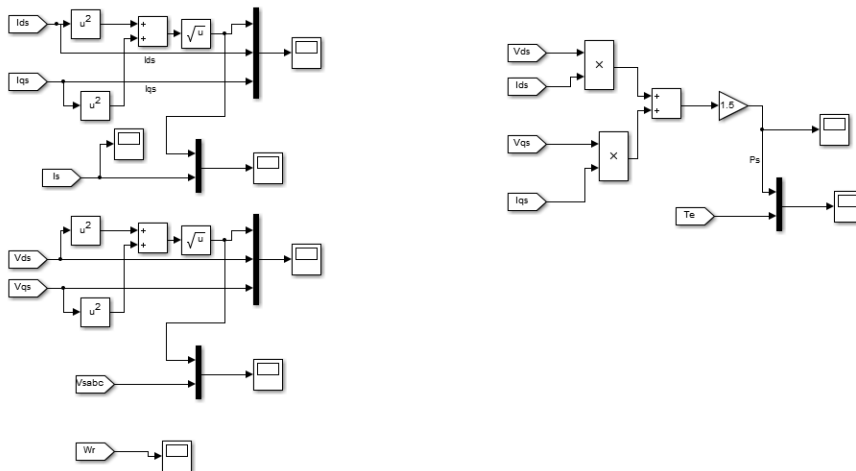 Ids
u²
+
+
√u
Ids
Iqs
Iqs
u²
Is
Vds
u²
+
+
√u
Vqs
u²
Vsabc
Wr
Vds
×
Ids
+
+
1.5
Vqs
×
Ps
Iqs
Te